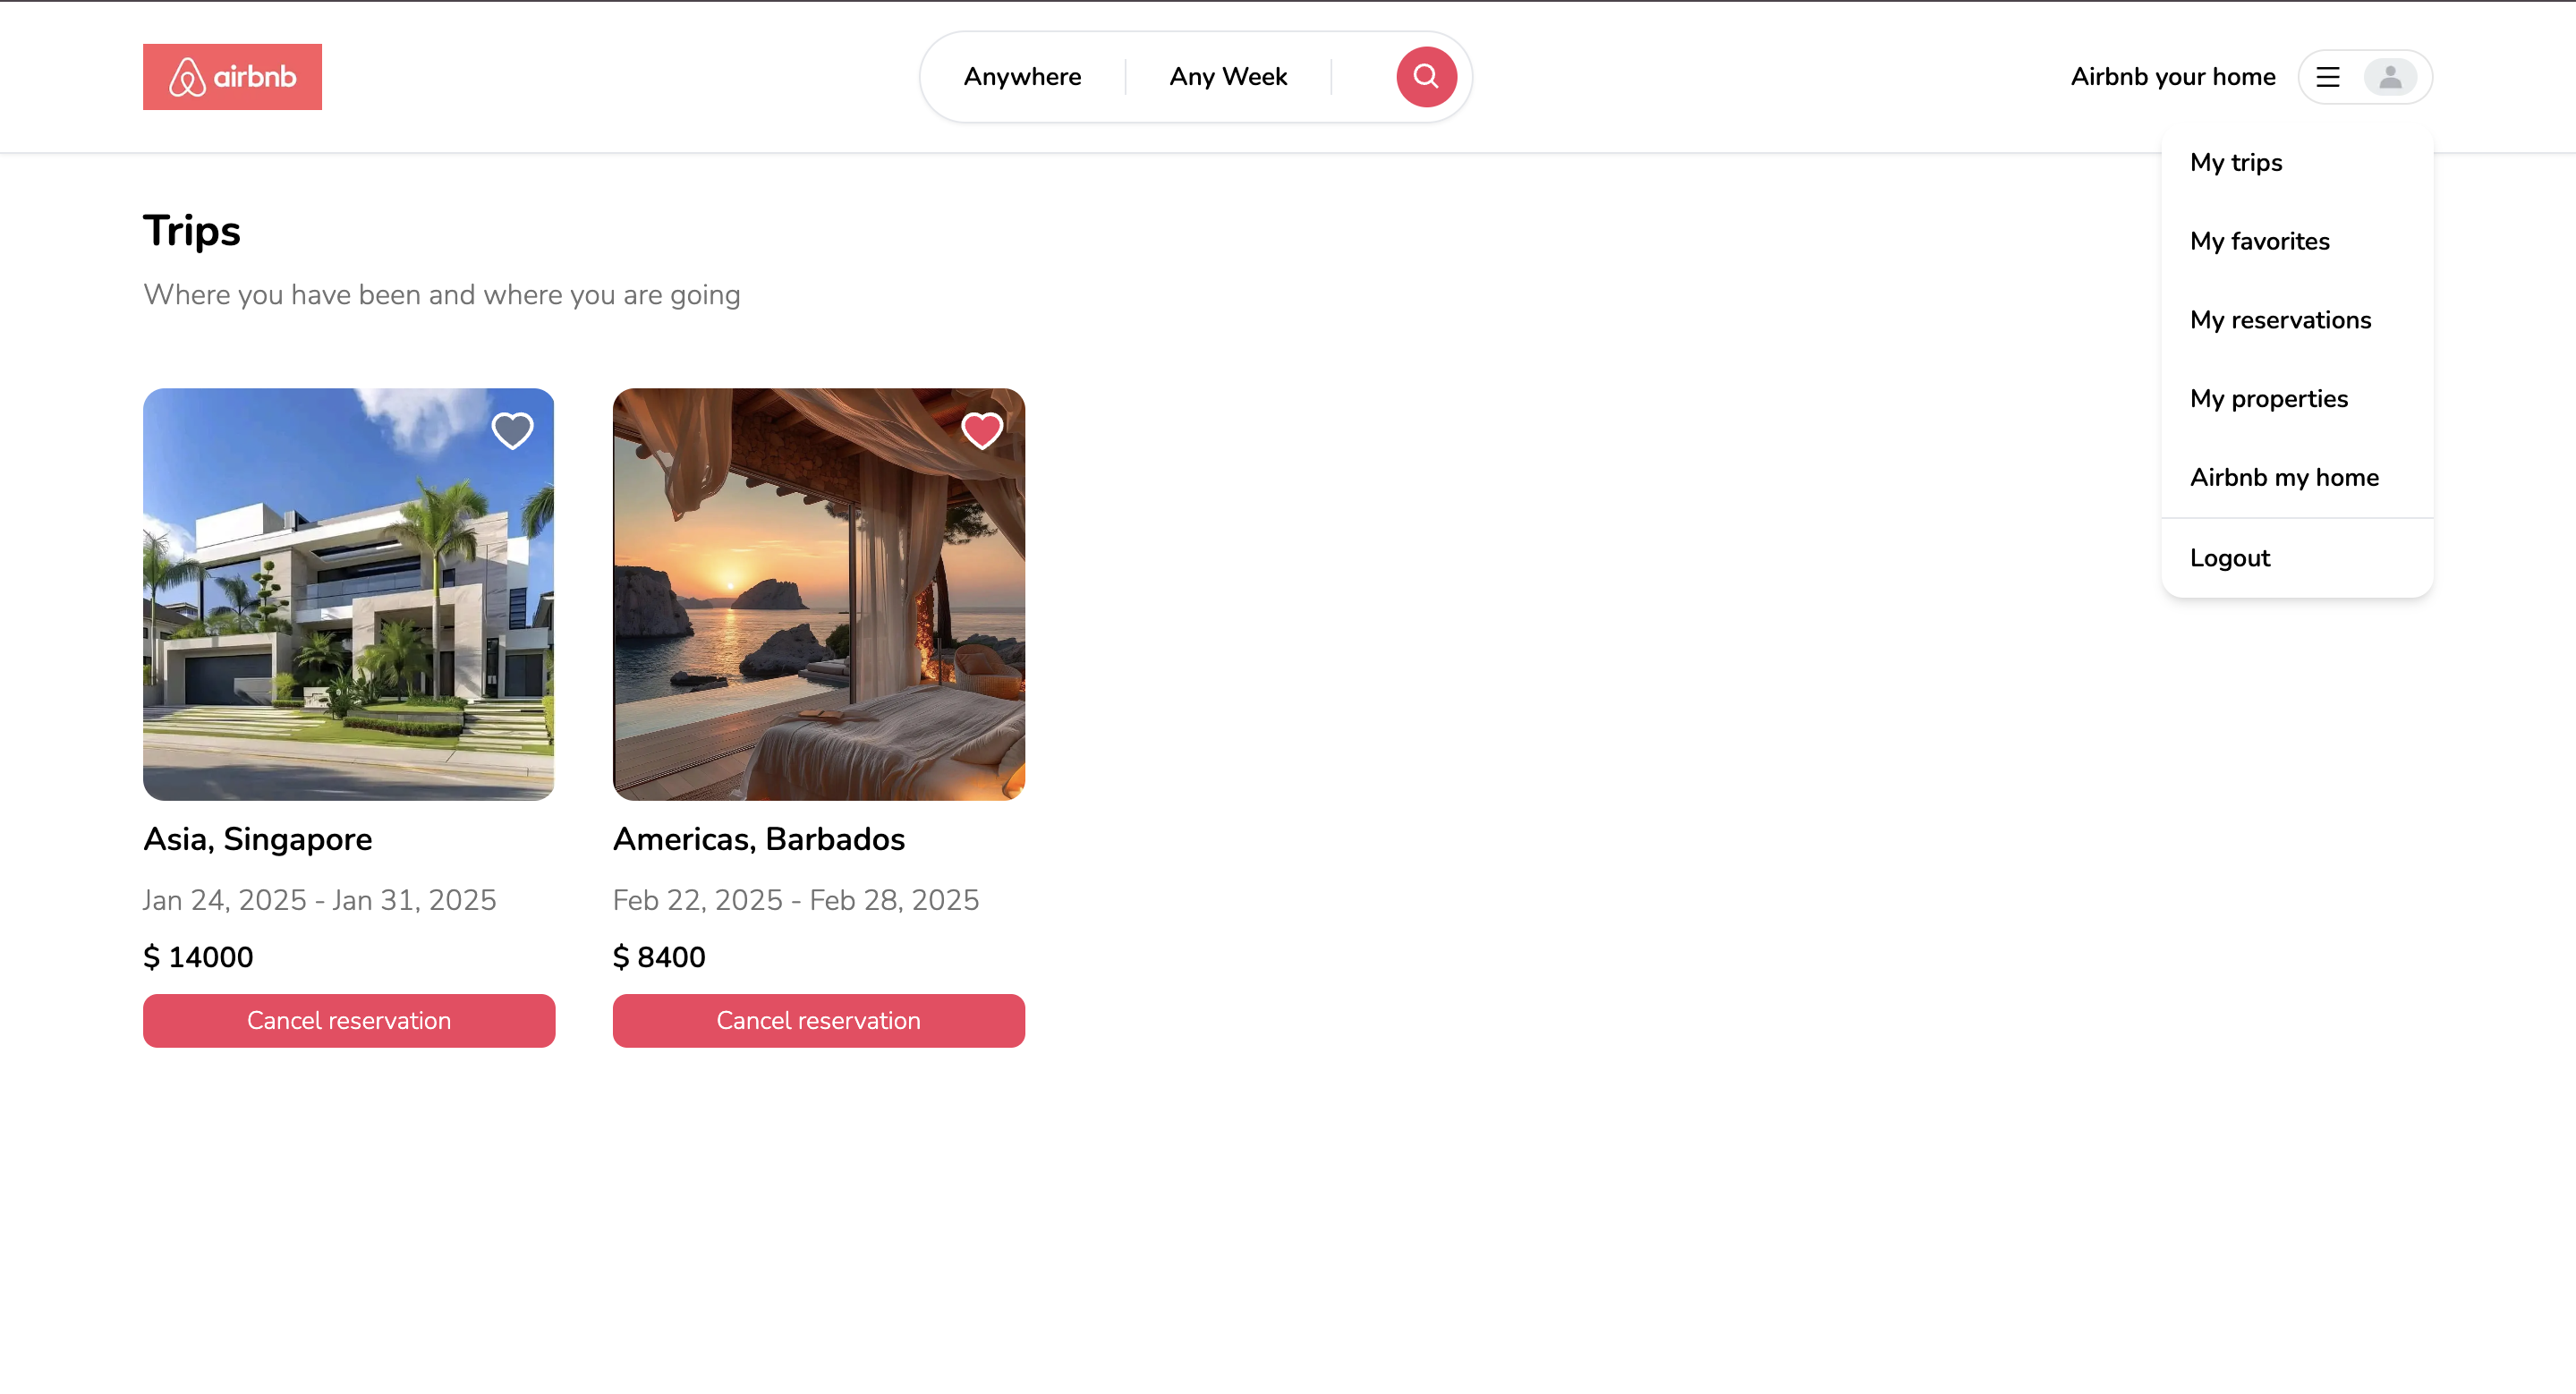 airbnb
Anywhere
Any Week
Airbnb your home
My trips
My favorites
My reservations
My properties
Airbnb my home
Logout
Trips
Where you have been and where you are going
Asia, Singapore
Jan 24, 2025 - Jan 31, 2025
$ 14000
Cancel reservation
Americas, Barbados
Feb 22, 2025 - Feb 28, 2025
$ 8400
Cancel reservation